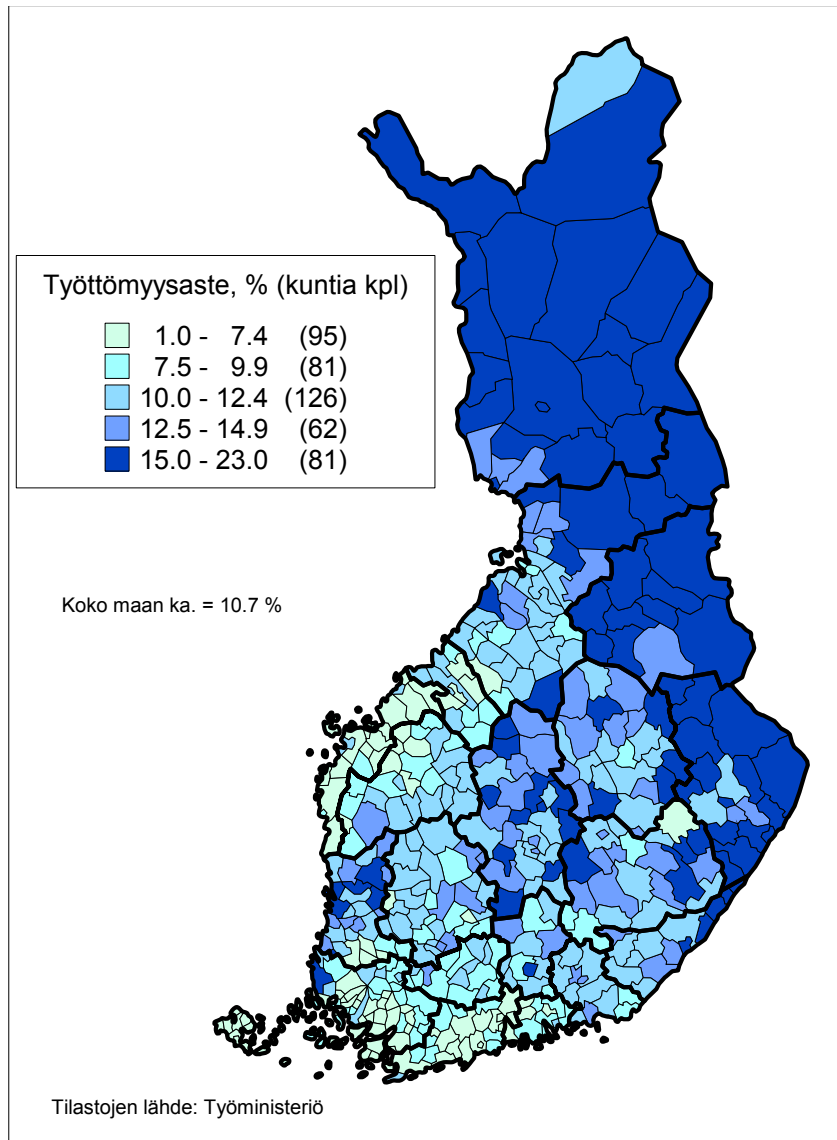 Työttömyysaste, % (kuntia kpl)
1.0 - 7.4 (95)
7.5 - 9.9 (81)
10.0 - 12.4 (126)
12.5 - 14.9 (62)
15.0 - 23.0 (81)
Koko maan ka. = 10.7 %
Tilastojen lähde: Työministeriö